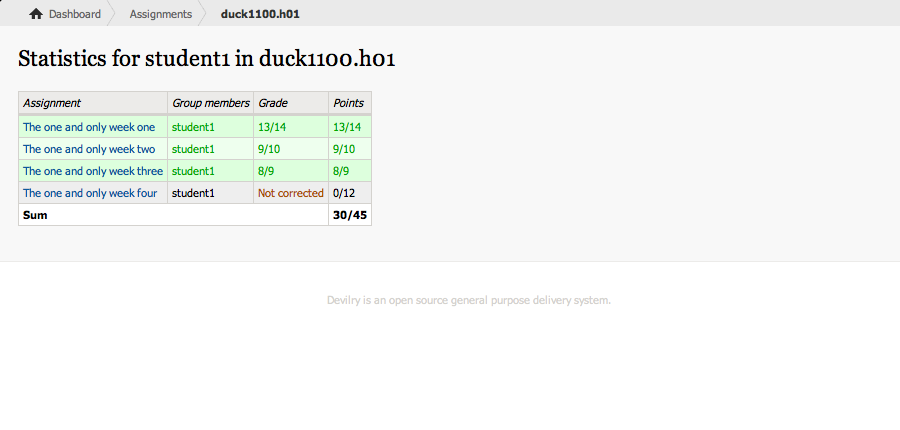 Dashboard Assignments duck1100.h01
Statistics for student1 in duck1100.h01
Assignment Group members Grade Points
The one and only week one student1 13/14 13/14
The one and only week two student1 9/10 9/10
The one and only week three student1 8/9 8/9
The one and only week four student1 Not corrected 0/12
Sum 30/45
Devilry is an open source general purpose delivery system.